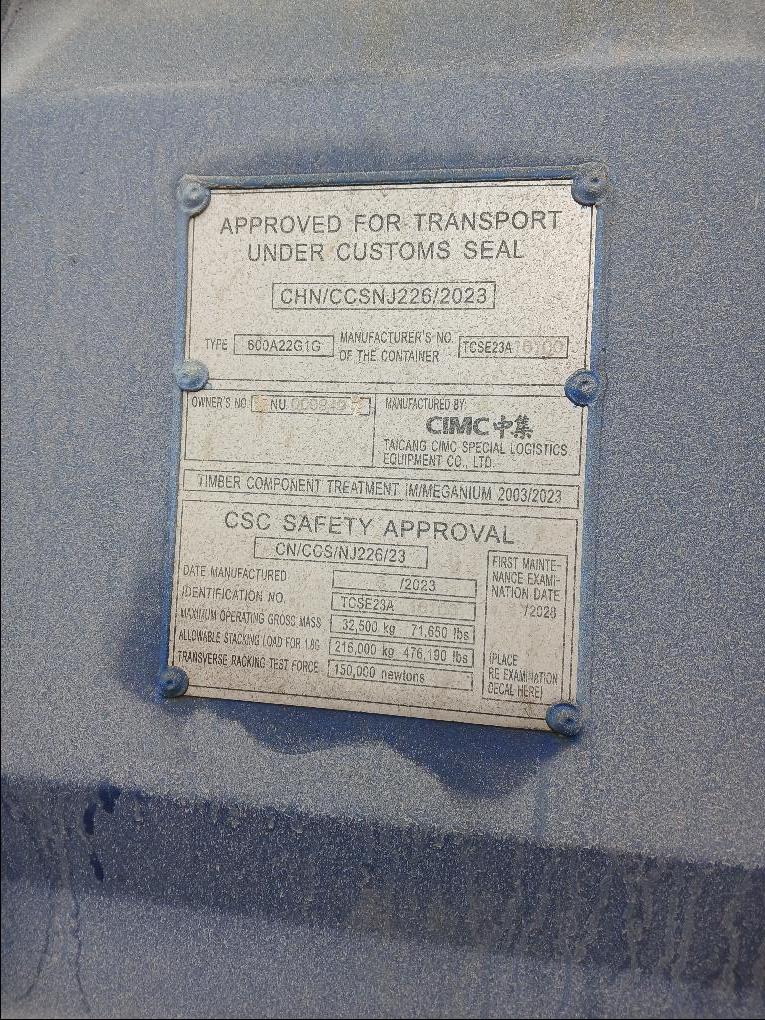 APPROVED FOR TRANSPORT
UNDER CUSTOMS SEAL
CHN/CCSNJ226/2023
TYPE 600A22G1G MANUFACTURER'S NO. OF THE CONTAINER TCSE23A
OWNER'S NO. NU
MANUFACTURED BY:
CIMC 中集
TAICANG CIMC SPECIAL LOGISTICS
EQUIPMENT CO., LTD.
TIMBER COMPONENT TREATMENT IM/MEGANIUM 2003/2023
CSC SAFETY APPROVAL
CN/CCS/NJ226/23
DATE MANUFACTURED /2023
IDENTIFICATION NO. TCSE23A
MAXIMUM OPERATING GROSS MASS 32,500 kg 71,650 lbs
ALLOWABLE STACKING LOAD FOR 1.8G 216,000 kg 476,190 lbs
TRANSVERSE RACKING TEST FORCE 150,000 newtons
FIRST MAINTE-
NANCE EXAMI-
NATION DATE
/2028
(PLACE
RE EXAMINATION
DECAL HERE)